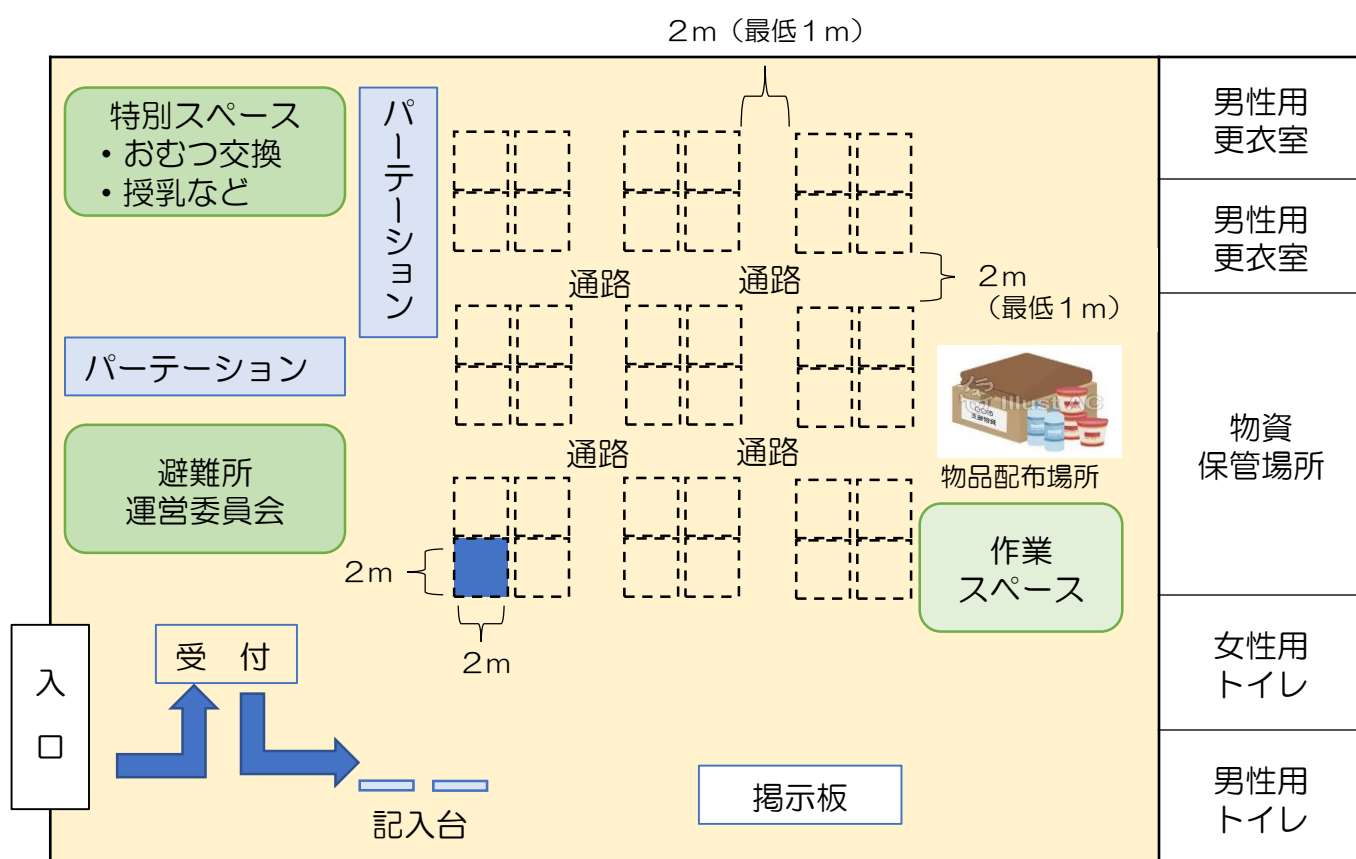 2m（最低1m）
特別スペース
・おむつ交換
・授乳など
パーテーション
男性用
更衣室
男性用
更衣室
通路
通路
2m
（最低1m）
パーテーション
物資
保管場所
通路
通路
物品配布場所
避難所
運営委員会
作業
スペース
2m
2m
入口
受　付
女性用
トイレ
記入台
掲示板
男性用
トイレ